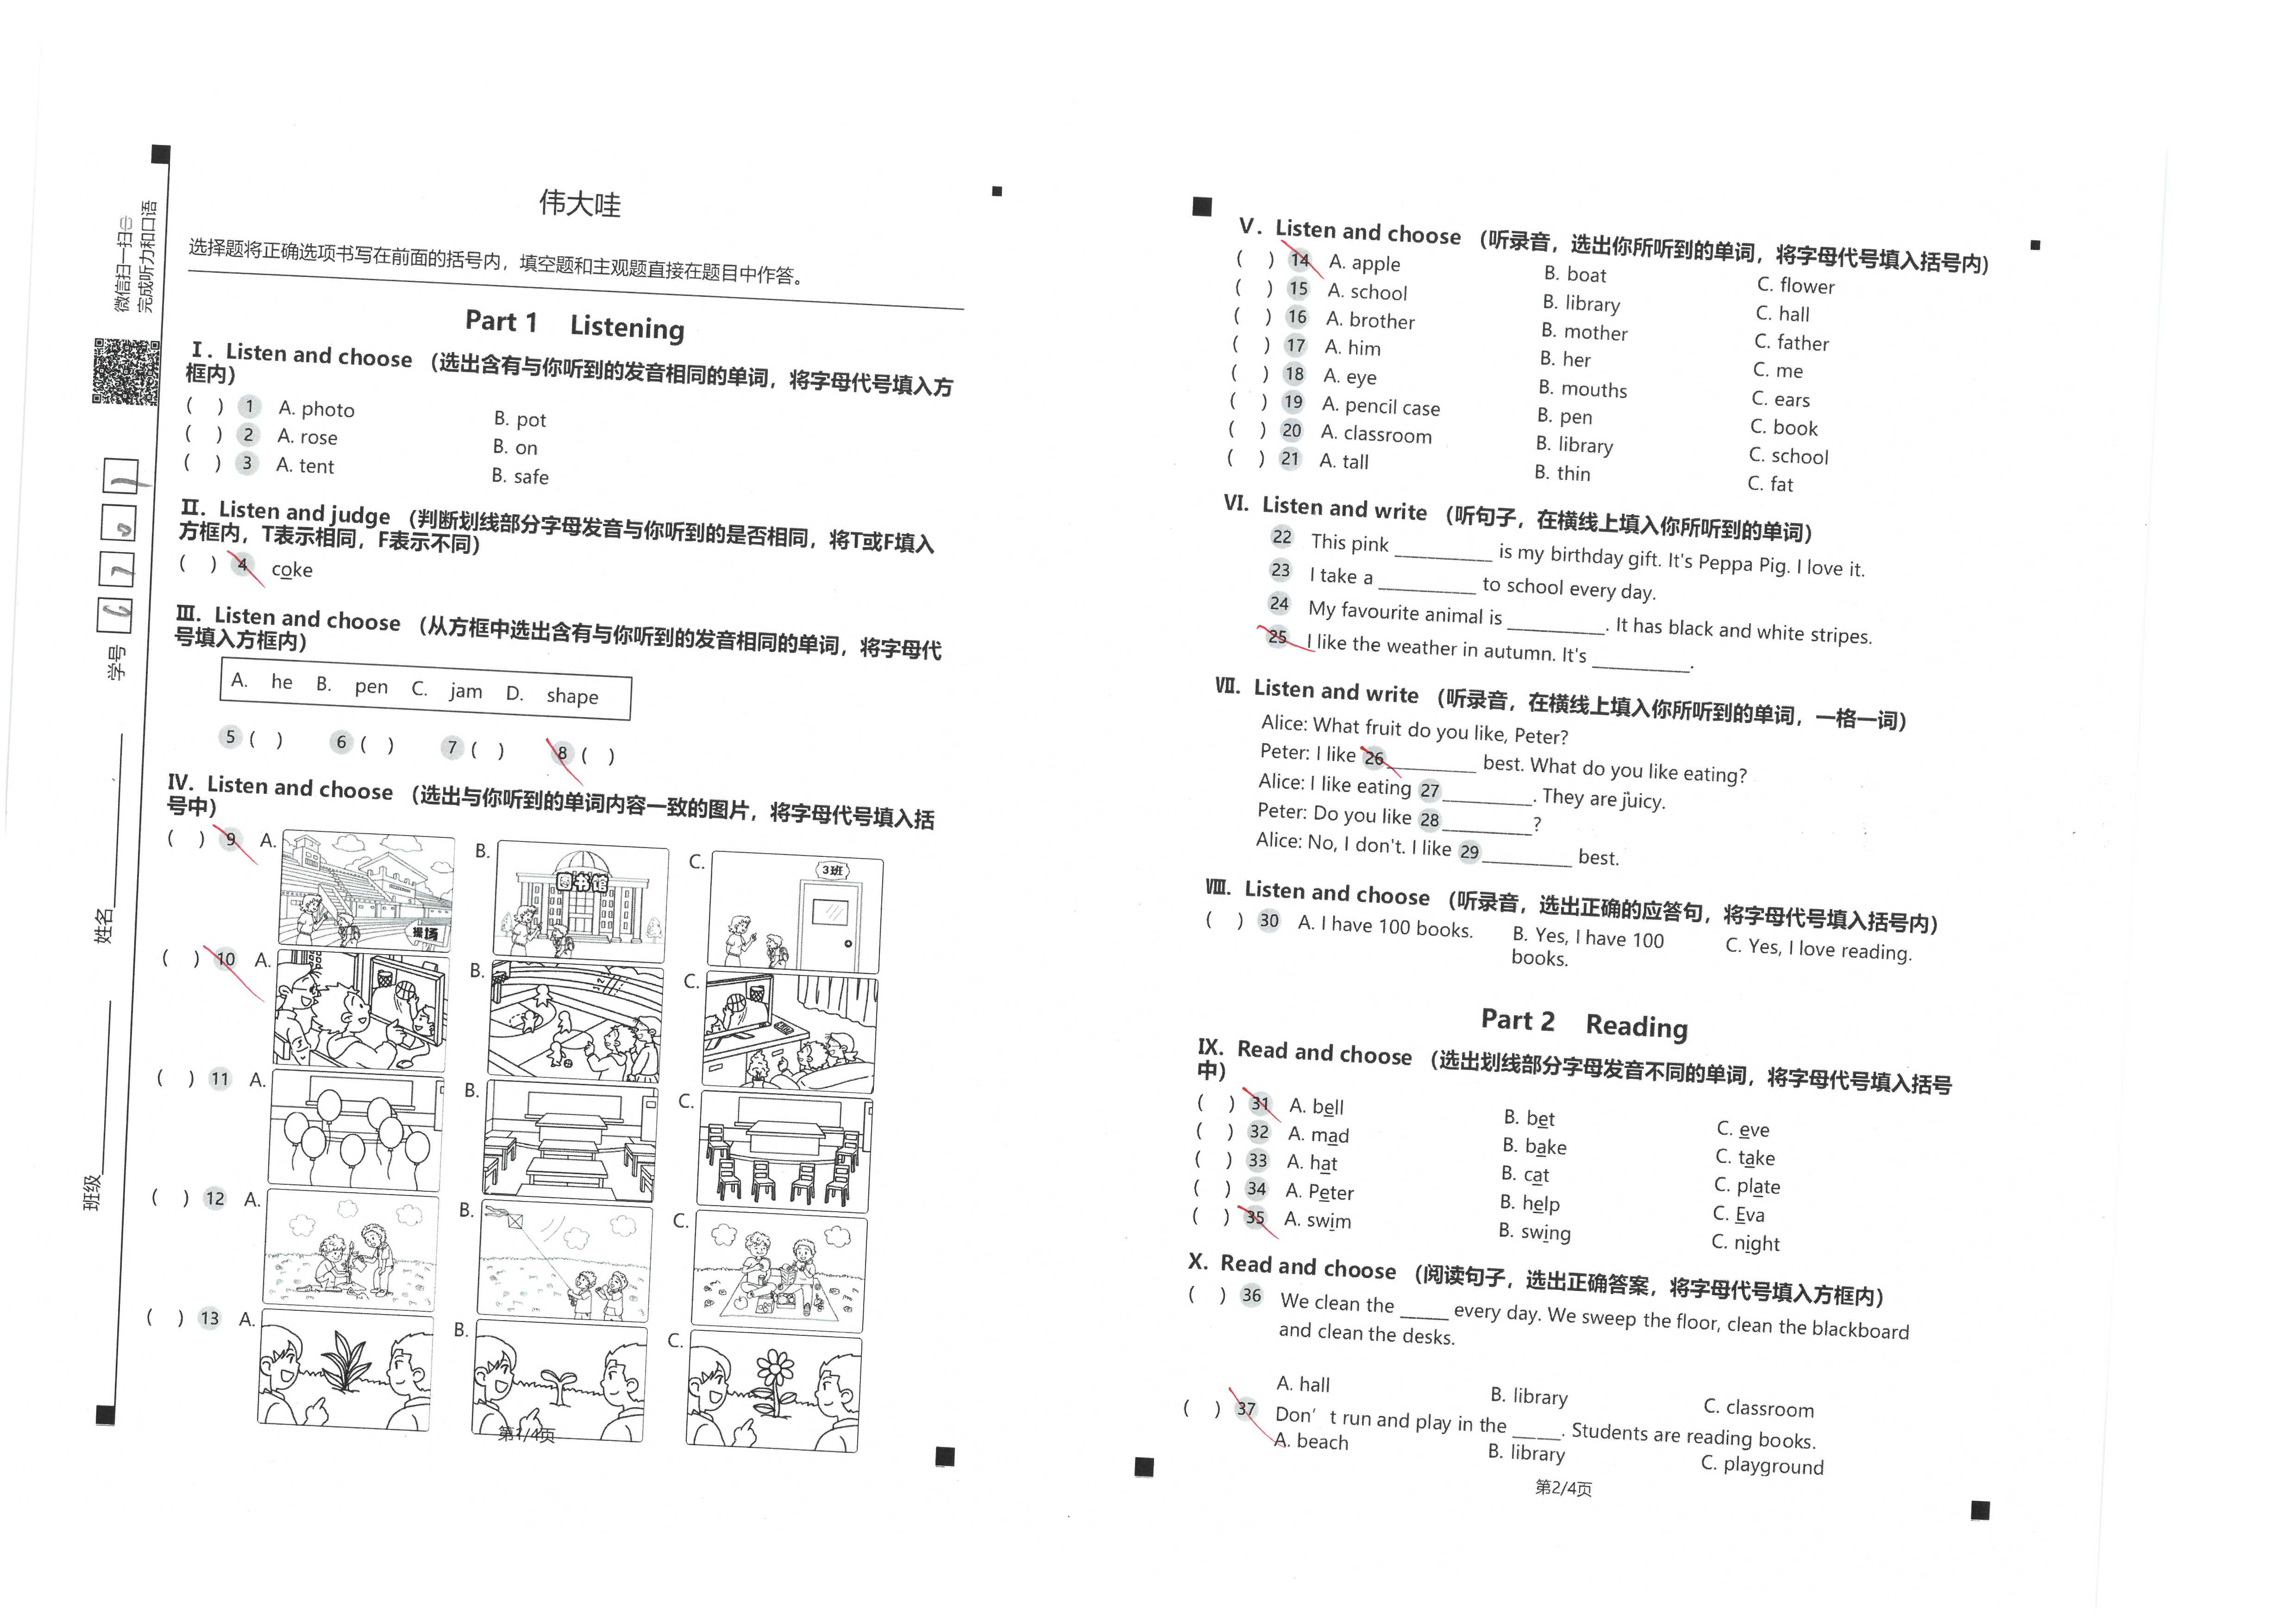 微信扫一扫
完成听力和口语
学号
姓名
班级
伟大哇
选择题将正确选项书写在前面的括号内，填空题和主观题直接在题目中作答。
Part 1 Listening
Ⅰ. Listen and choose （选出含有与你听到的发音相同的单词，将字母代号填入方
框内）
( ) 1 A. photo B. pot
( ) 2 A. rose B. on
( ) 3 A. tent B. safe
Ⅱ. Listen and judge （判断划线部分字母发音与你听到的是否相同，将T或F填入
方框内，T表示相同，F表示不同）
( ) 4 coke
Ⅲ. Listen and choose （从方框中选出含有与你听到的发音相同的单词，将字母代
号填入方框内）
A. he B. pen C. jam D. shape
5 ( ) 6 ( ) 7 ( ) 8 ( )
Ⅳ. Listen and choose （选出与你听到的单词内容一致的图片，将字母代号填入括
号中）
( ) 9 A. B. C.
操场
图书馆
3班
( ) 10 A. B. C.
( ) 11 A. B. C.
( ) 12 A. B. C.
( ) 13 A. B. C.
第1/4页
Ⅴ. Listen and choose （听录音，选出你所听到的单词，将字母代号填入括号内）
( ) 14 A. apple B. boat C. flower
( ) 15 A. school B. library C. hall
( ) 16 A. brother B. mother C. father
( ) 17 A. him B. her C. me
( ) 18 A. eye B. mouths C. ears
( ) 19 A. pencil case B. pen C. book
( ) 20 A. classroom B. library C. school
( ) 21 A. tall B. thin C. fat
Ⅵ. Listen and write （听句子，在横线上填入你所听到的单词）
22 This pink _________ is my birthday gift. It's Peppa Pig. I love it.
23 I take a _________ to school every day.
24 My favourite animal is _________. It has black and white stripes.
25 I like the weather in autumn. It's _________.
Ⅶ. Listen and write （听录音，在横线上填入你所听到的单词，一格一词）
Alice: What fruit do you like, Peter?
Peter: I like 26 ________ best. What do you like eating?
Alice: I like eating 27 ________. They are juicy.
Peter: Do you like 28 ________?
Alice: No, I don't. I like 29 ________ best.
Ⅷ. Listen and choose （听录音，选出正确的应答句，将字母代号填入括号内）
( ) 30 A. I have 100 books. B. Yes, I have 100 C. Yes, I love reading.
books.
Part 2 Reading
Ⅸ. Read and choose （选出划线部分字母发音不同的单词，将字母代号填入括号
中）
( ) 31 A. bell B. bet C. eve
( ) 32 A. mad B. bake C. take
( ) 33 A. hat B. cat C. plate
( ) 34 A. Peter B. help C. Eva
( ) 35 A. swim B. swing C. night
Ⅹ. Read and choose （阅读句子，选出正确答案，将字母代号填入方框内）
( ) 36 We clean the ____ every day. We sweep the floor, clean the blackboard
and clean the desks.
A. hall B. library C. classroom
( ) 37 Don't run and play in the ____. Students are reading books.
A. beach B. library C. playground
第2/4页